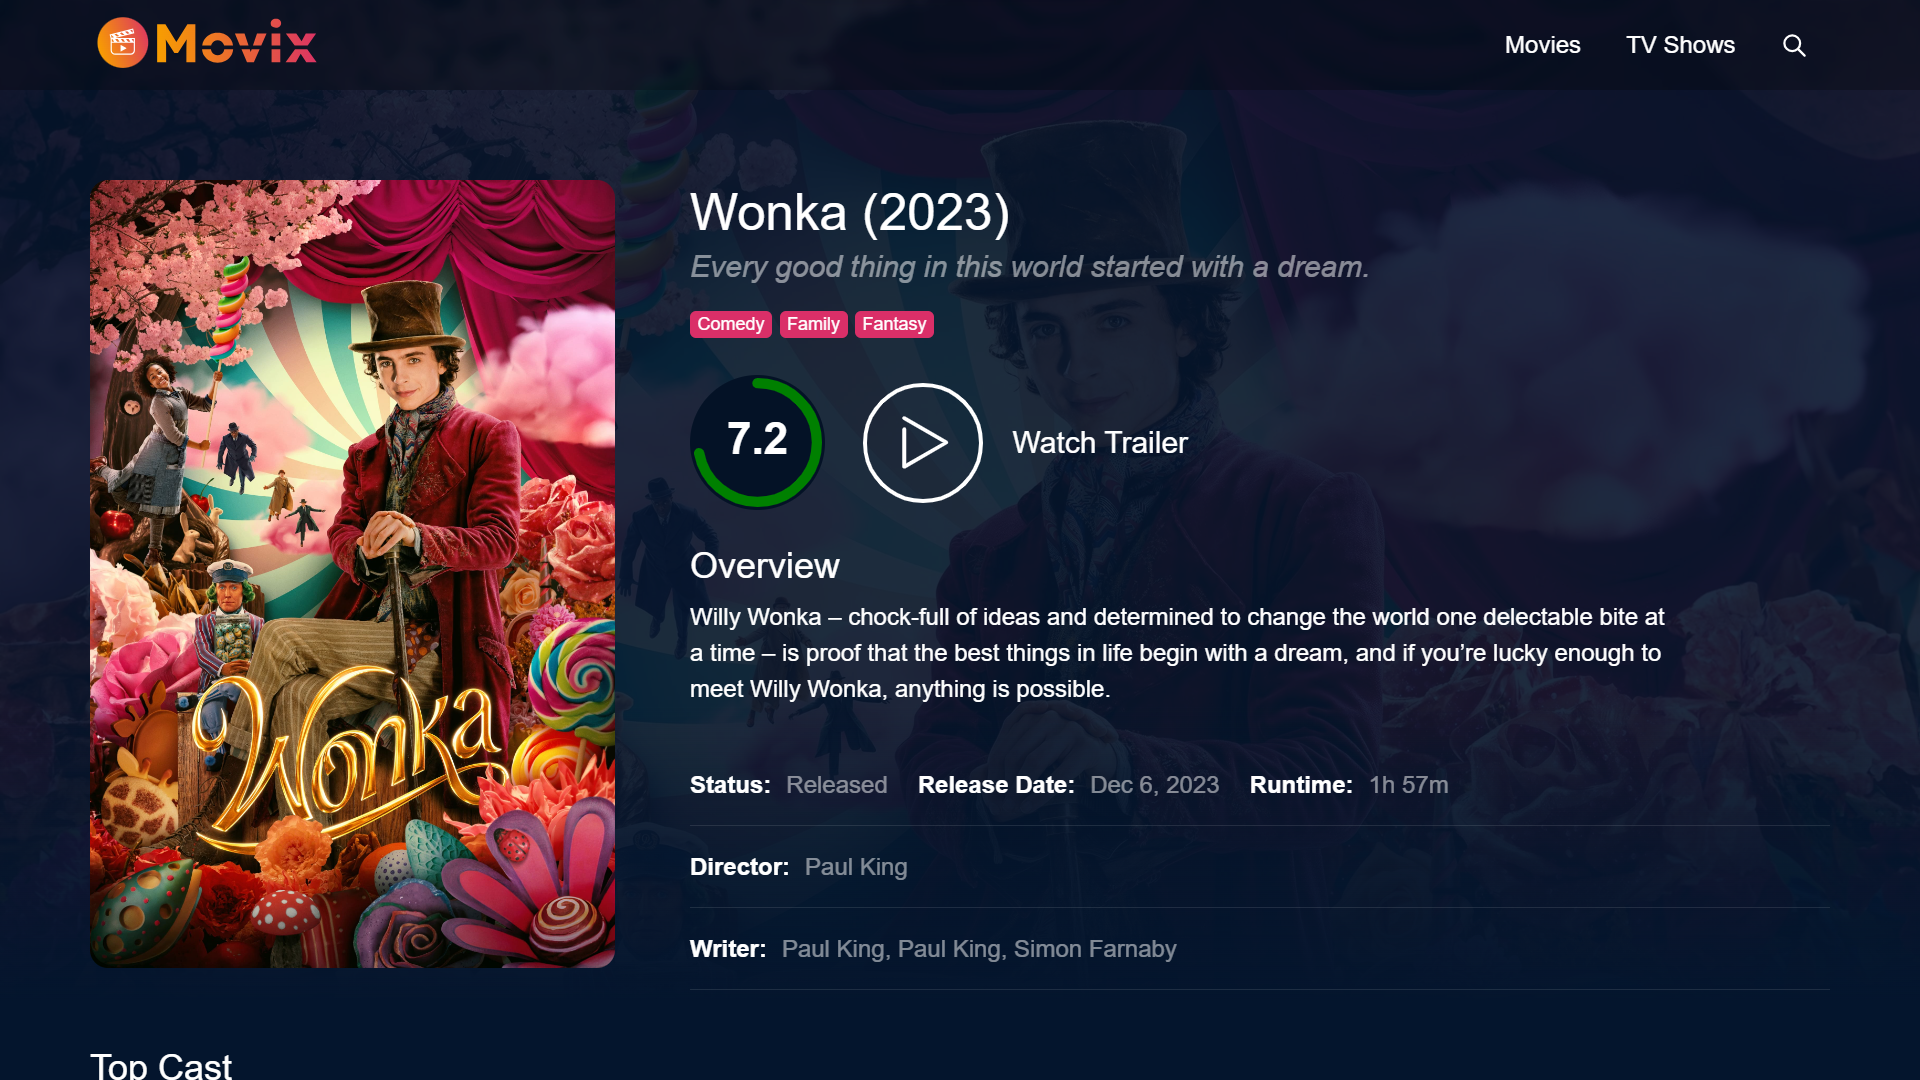 Movix
Movies
TV Shows
Wonka (2023)
Every good thing in this world started with a dream.
Comedy
Family
Fantasy
7.2
Watch Trailer
Overview
Willy Wonka – chock-full of ideas and determined to change the world one delectable bite at
a time – is proof that the best things in life begin with a dream, and if you’re lucky enough to
meet Willy Wonka, anything is possible.
Wonka
Status: Released Release Date: Dec 6, 2023 Runtime: 1h 57m
Director: Paul King
Writer: Paul King, Paul King, Simon Farnaby
Top Cast